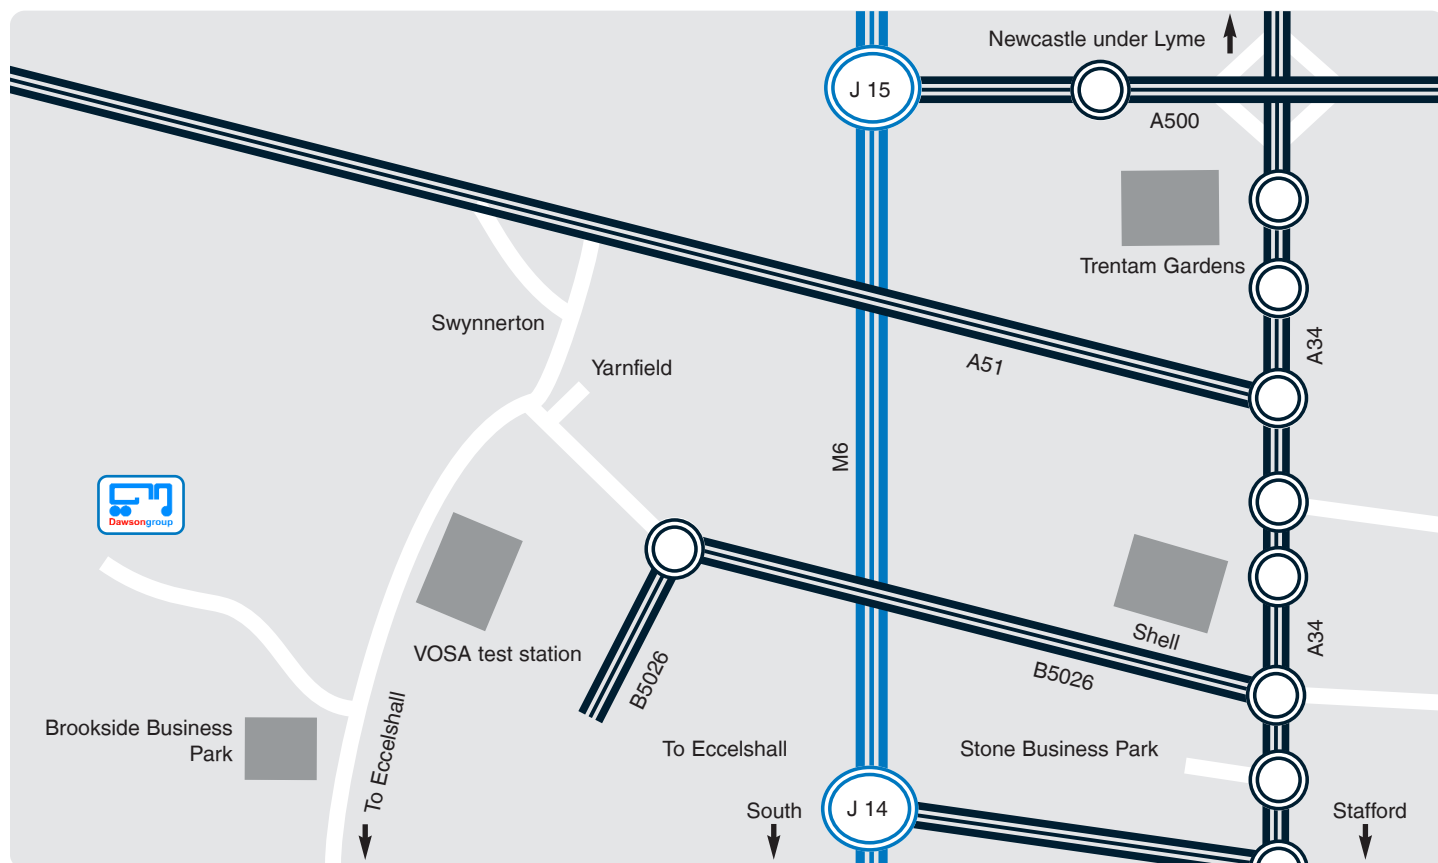 Newcastle under Lyme
J 15
A500
Trentam Gardens
Swynnerton
A34
Yarnfield
A51
M6
Dawsongroup
Shell
A34
VOSA test station
B5026
B5026
Brookside Business
Park
To Eccelshall
To Eccelshall
Stone Business Park
South
J 14
Stafford